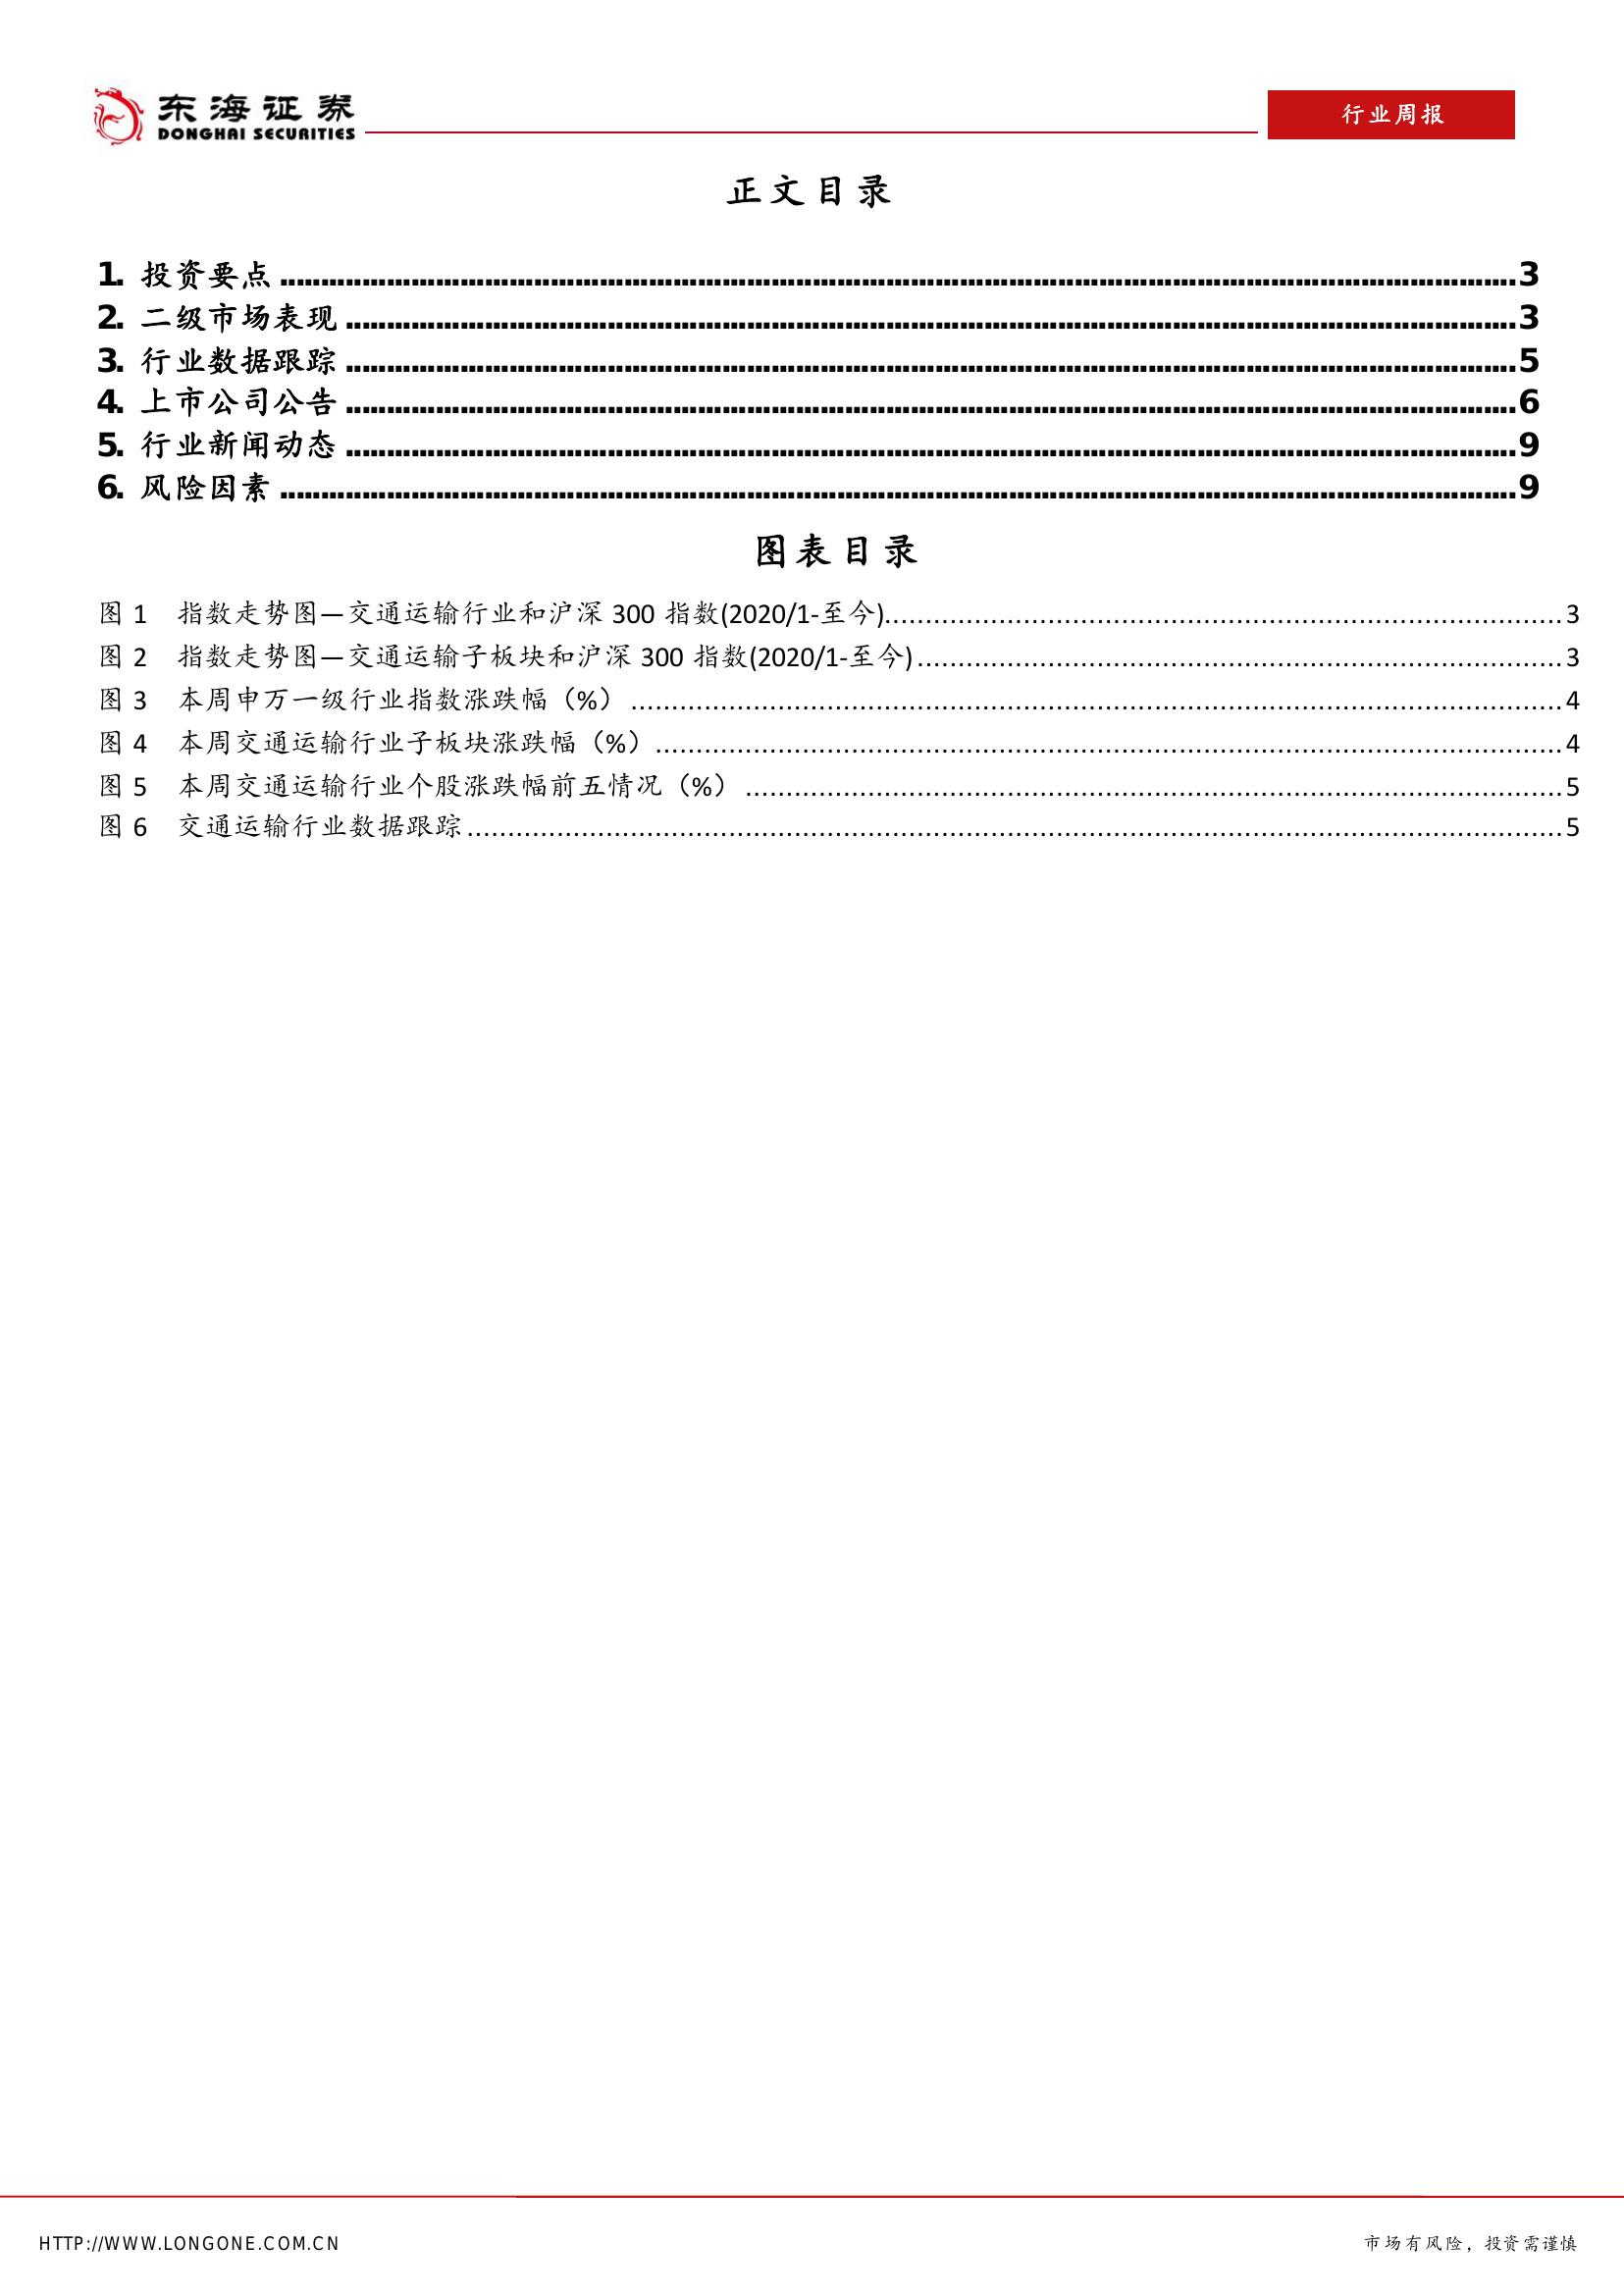 东海证券
DONGHAI SECURITIES
行业周报
正文目录
1. 投资要点 ........................................ 3
2. 二级市场表现 ........................................ 3
3. 行业数据跟踪 ........................................ 5
4. 上市公司公告 ........................................ 6
5. 行业新闻动态 ........................................ 9
6. 风险因素 ........................................ 9
图表目录
图 1 指数走势图—交通运输行业和沪深 300 指数(2020/1-至今) ........................................ 3
图 2 指数走势图—交通运输子板块和沪深 300 指数(2020/1-至今) ........................................ 3
图 3 本周申万一级行业指数涨跌幅（%） ........................................ 4
图 4 本周交通运输行业子板块涨跌幅（%） ........................................ 4
图 5 本周交通运输行业个股涨跌幅前五情况（%） ........................................ 5
图 6 交通运输行业数据跟踪 ........................................ 5
HTTP://WWW.LONGONE.COM.CN
市场有风险，投资需谨慎